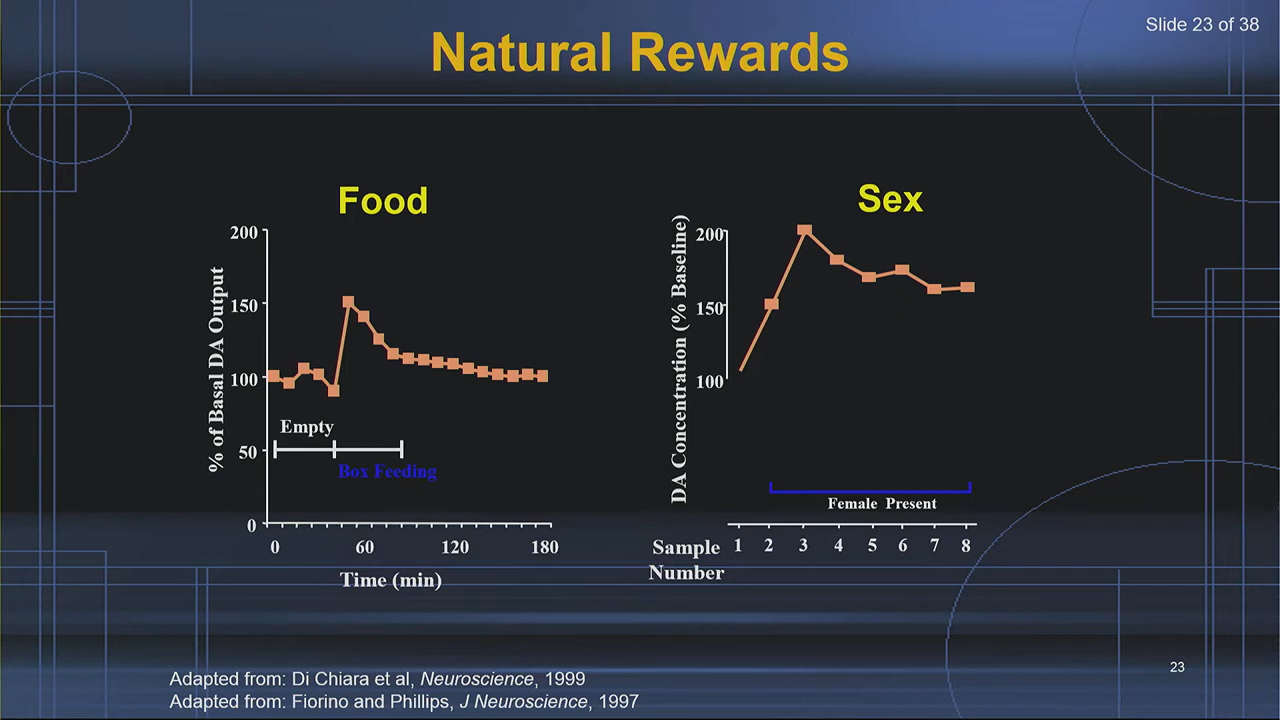 Slide 23 of 38
Natural Rewards
Food
% of Basal DA Output
200
150
100
50
0
Empty
Box Feeding
0 60 120 180
Time (min)
Sex
DA Concentration (% Baseline)
200
150
100
Female Present
Sample Number
1 2 3 4 5 6 7 8
23
Adapted from: Di Chiara et al, Neuroscience, 1999
Adapted from: Fiorino and Phillips, J Neuroscience, 1997